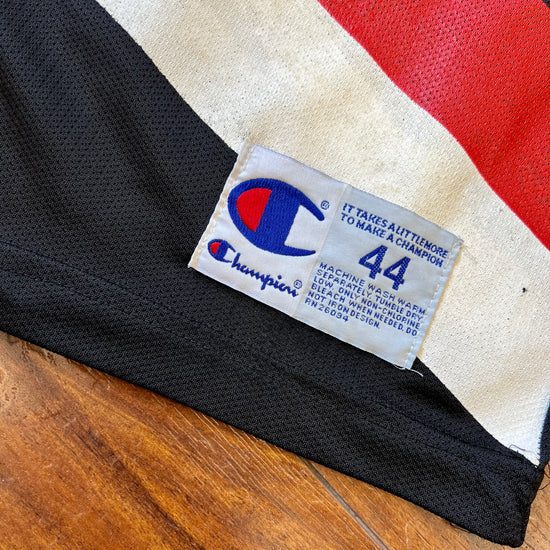 Champion®
®
IT TAKES A LITTLE MORE
TO MAKE A CHAMPION
44
MACHINE WASH WARM
SEPARATELY. TUMBLE DRY
LOW. ONLY NON-CHLORINE
BLEACH WHEN NEEDED. DO
NOT IRON DESIGN.
RN 26094